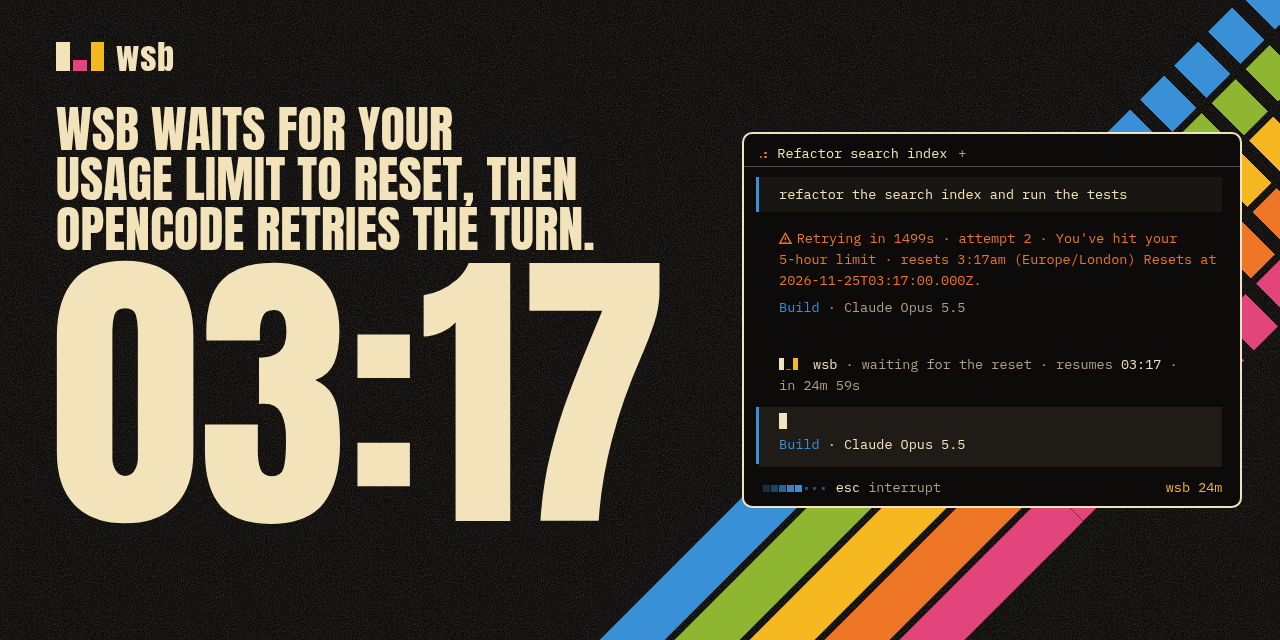 wsb
WSB WAITS FOR YOUR
USAGE LIMIT TO RESET, THEN
OPENCODE RETRIES THE TURN.
03:17
Refactor search index +
refactor the search index and run the tests
⚠ Retrying in 1499s · attempt 2 · You've hit your
5-hour limit · resets 3:17am (Europe/London) Resets at
2026-11-25T03:17:00.000Z.
Build · Claude Opus 5.5
wsb · waiting for the reset · resumes 03:17 ·
in 24m 59s
Build · Claude Opus 5.5
esc interrupt
wsb 24m